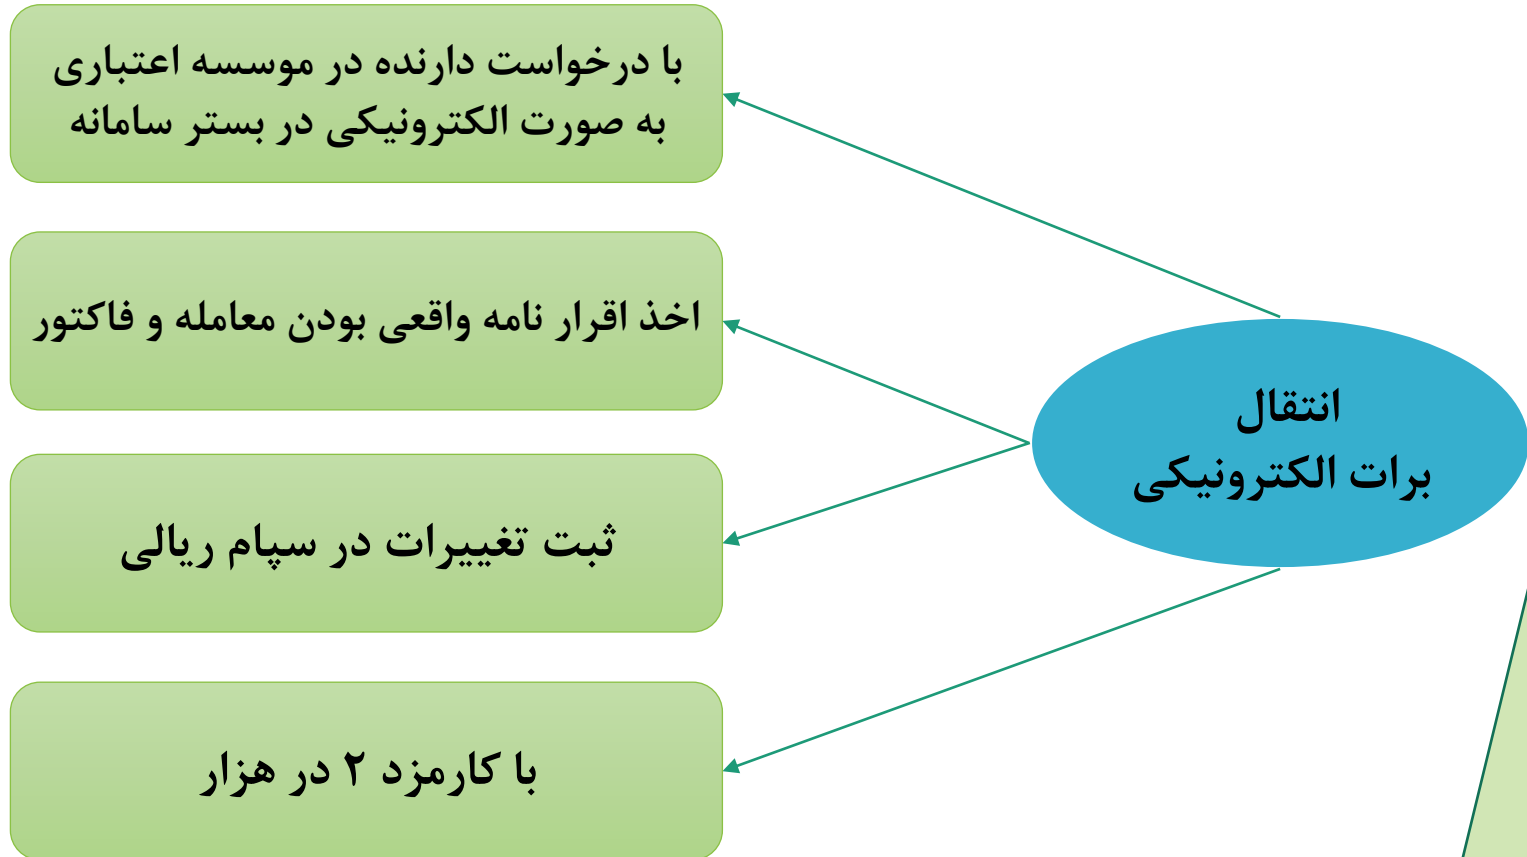 انتقال
برات الکترونیکی
با درخواست دارنده در موسسه اعتباری
به صورت الکترونیکی در بستر سامانه
اخذ اقرار نامه واقعی بودن معامله و فاکتور
ثبت تغییرات در سپام ریالی
با کارمزد ۲ در هزار